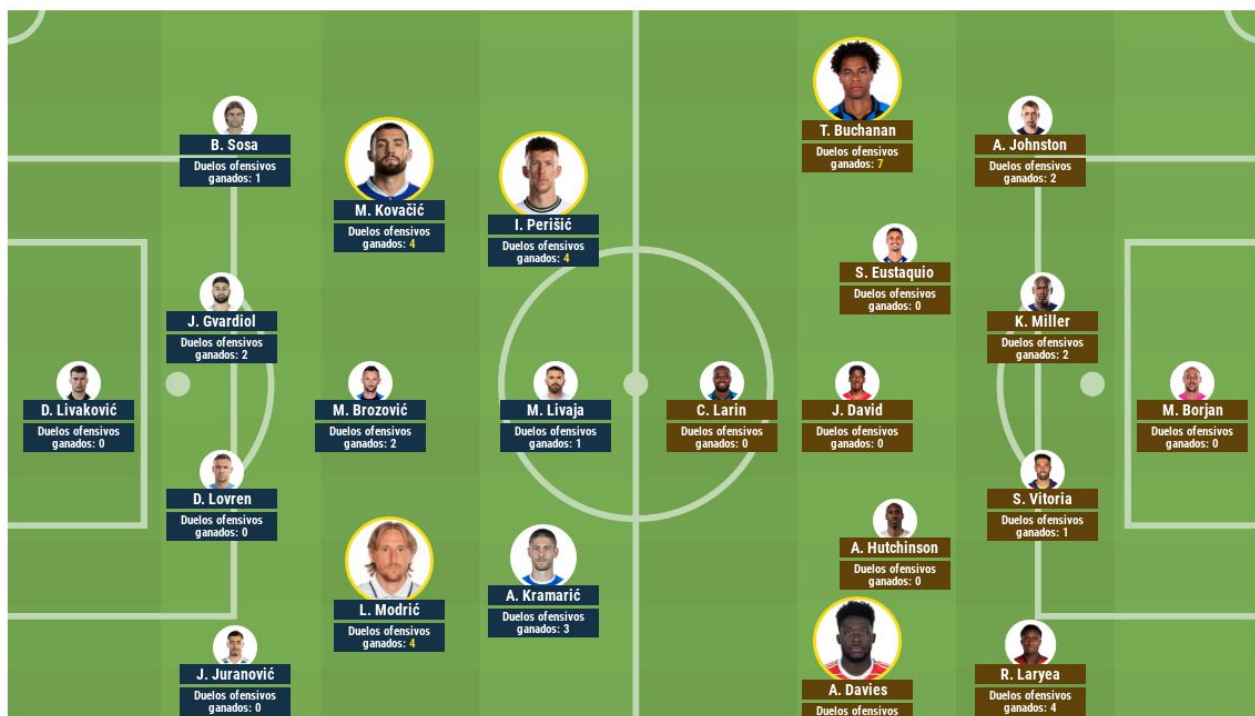 B. Sosa
Duelos ofensivos
ganados: 1
M. Kovačić
Duelos ofensivos
ganados: 4
I. Perišić
Duelos ofensivos
ganados: 4
J. Gvardiol
Duelos ofensivos
ganados: 2
D. Livaković
Duelos ofensivos
ganados: 0
M. Brozović
Duelos ofensivos
ganados: 2
M. Livaja
Duelos ofensivos
ganados: 1
D. Lovren
Duelos ofensivos
ganados: 0
L. Modrić
Duelos ofensivos
ganados: 4
A. Kramarić
Duelos ofensivos
ganados: 3
J. Juranović
Duelos ofensivos
ganados: 0
T. Buchanan
Duelos ofensivos
ganados: 7
A. Johnston
Duelos ofensivos
ganados: 2
S. Eustaquio
Duelos ofensivos
ganados: 0
K. Miller
Duelos ofensivos
ganados: 2
C. Larin
Duelos ofensivos
ganados: 0
J. David
Duelos ofensivos
ganados: 0
M. Borjan
Duelos ofensivos
ganados: 0
S. Vitoria
Duelos ofensivos
ganados: 1
A. Hutchinson
Duelos ofensivos
ganados: 0
A. Davies
Duelos ofensivos
R. Laryea
Duelos ofensivos
ganados: 4